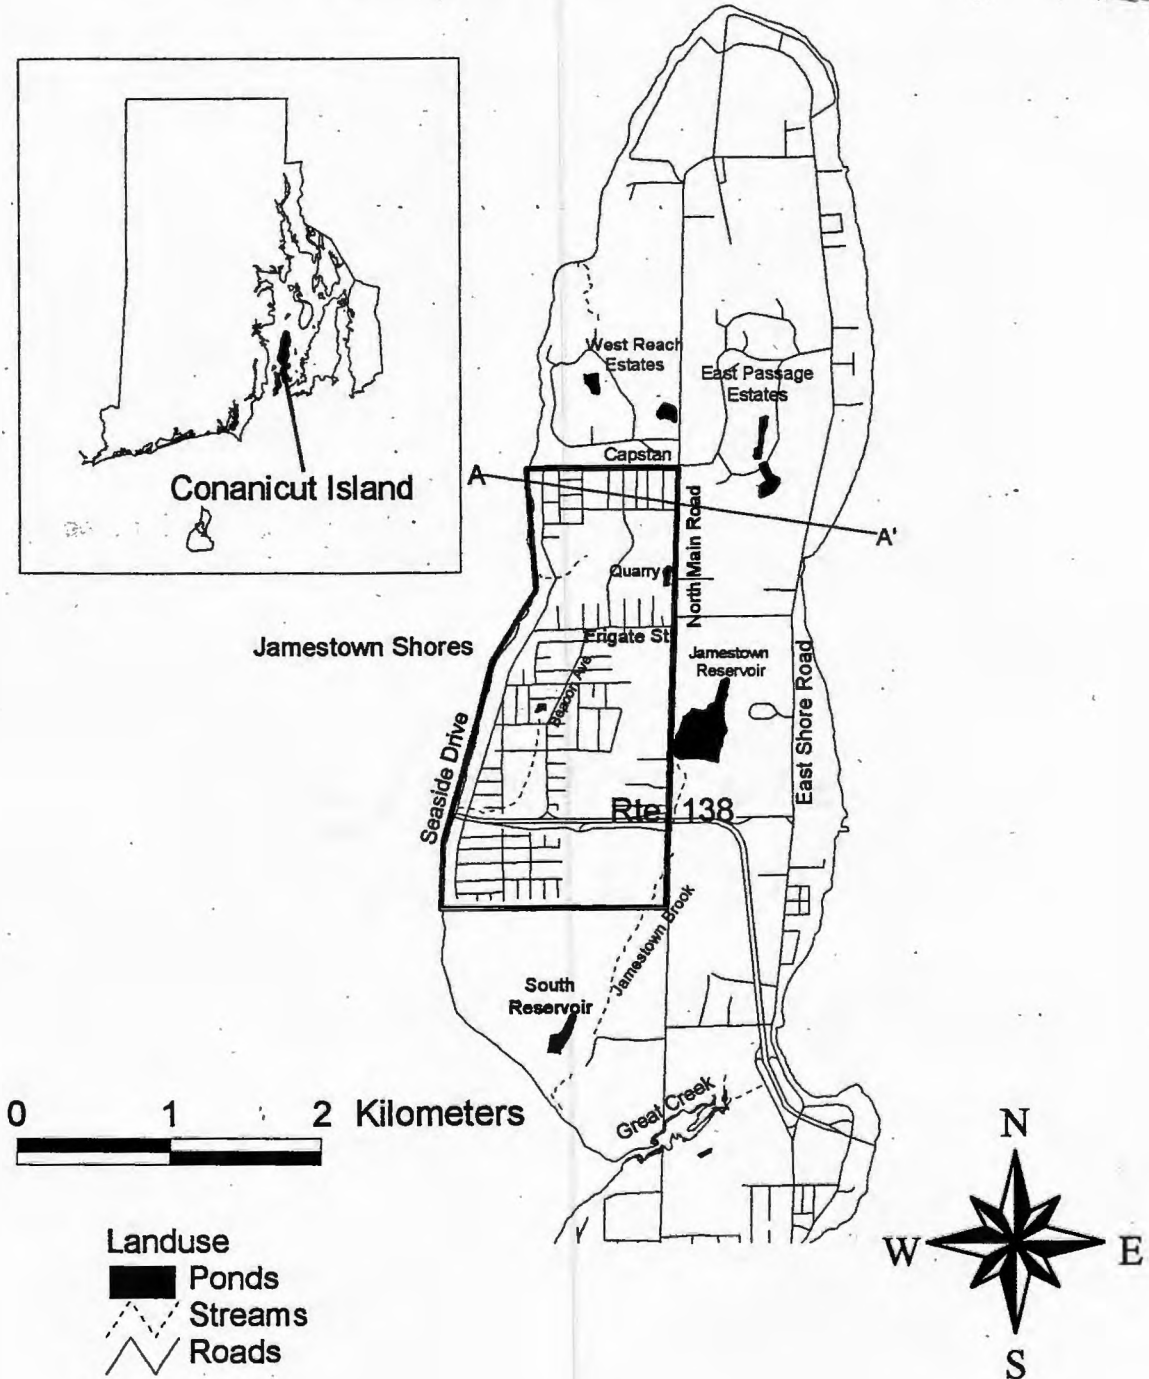 West Reach
Estates
East Passage
Estates
Capstan
Conanicut Island
A
North Main Road
A'
Quarry
Jamestown Shores
Frigate St
Jamestown
Reservoir
Beacon Ave
East Shore Road
Seaside Drive
Rte 138
Jamestown Brook
South
Reservoir
Great Creek
0 1 2 Kilometers
N
W E
S
Landuse
Ponds
Streams
Roads